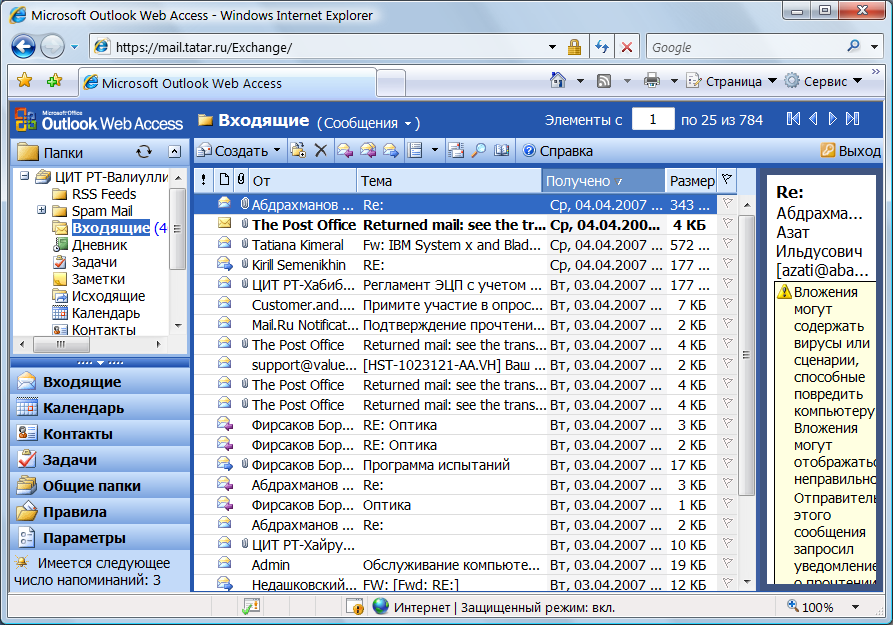 Microsoft Outlook Web Access - Windows Internet Explorer
https://mail.tatar.ru/Exchange/
Google
Microsoft Outlook Web Access
Страница
Сервис
Microsoft Office
Outlook Web Access
Входящие (Сообщения)
Элементы с 1 по 25 из 784
Папки
Создать
Справка
Выход
ЦИТ РТ-Валиулли
RSS Feeds
Spam Mail
Входящие (4
Дневник
Задачи
Заметки
Исходящие
Календарь
Контакты
Входящие
Календарь
Контакты
Задачи
Общие папки
Правила
Параметры
Имеется следующее
число напоминаний: 3
От Тема Получено Размер
Абдрахманов ... Re: Ср, 04.04.2007 ... 343 ...
The Post Office Returned mail: see the tr... Ср, 04.04.200... 4 КБ
Tatiana Kimeral Fw: IBM System x and Blad... Ср, 04.04.2007 ... 572 ...
Kirill Semenikhin RE: Ср, 04.04.2007 ... 177 ...
ЦИТ РТ-Хабиб... Регламент ЭЦП с учетом ... Вт, 03.04.2007 ... 177 ...
Customer.and.... Примите участие в опрос... Вт, 03.04.2007 ... 7 КБ
Mail.Ru Notificat... Подтверждение прочтени... Вт, 03.04.2007 ... 2 КБ
The Post Office Returned mail: see the trans... Вт, 03.04.2007 ... 4 КБ
support@value... [HST-1023121-AA.VH] Ваш ... Вт, 03.04.2007 ... 2 КБ
The Post Office Returned mail: see the trans... Вт, 03.04.2007 ... 4 КБ
The Post Office Returned mail: see the trans... Вт, 03.04.2007 ... 4 КБ
Фирсаков Бор... RE: Оптика Вт, 03.04.2007 ... 3 КБ
Фирсаков Бор... RE: Оптика Вт, 03.04.2007 ... 2 КБ
Фирсаков Бор... Программа испытаний Вт, 03.04.2007 ... 17 КБ
Абдрахманов ... Re: Вт, 03.04.2007 ... 3 КБ
Фирсаков Бор... Оптика Вт, 03.04.2007 ... 1 КБ
Абдрахманов ... Re: Вт, 03.04.2007 ... 2 КБ
ЦИТ РТ-Хайру... Вт, 03.04.2007 ... 10 КБ
Admin Обслуживание компьюте... Вт, 03.04.2007 ... 19 КБ
Недашковский... FW: [Fwd: RE:] Вт, 03.04.2007 ... 12 КБ
Re:
Абдрахма...
Азат
Ильдусович
[azati@aba...
Вложения
могут
содержать
вирусы или
сценарии,
способные
повредить
компьютеру
Вложения
могут
отображатьс
неправильно
Отправитель
этого
сообщения
запросил
уведомление
о прочтении
Интернет | Защищенный режим: вкл.
100%